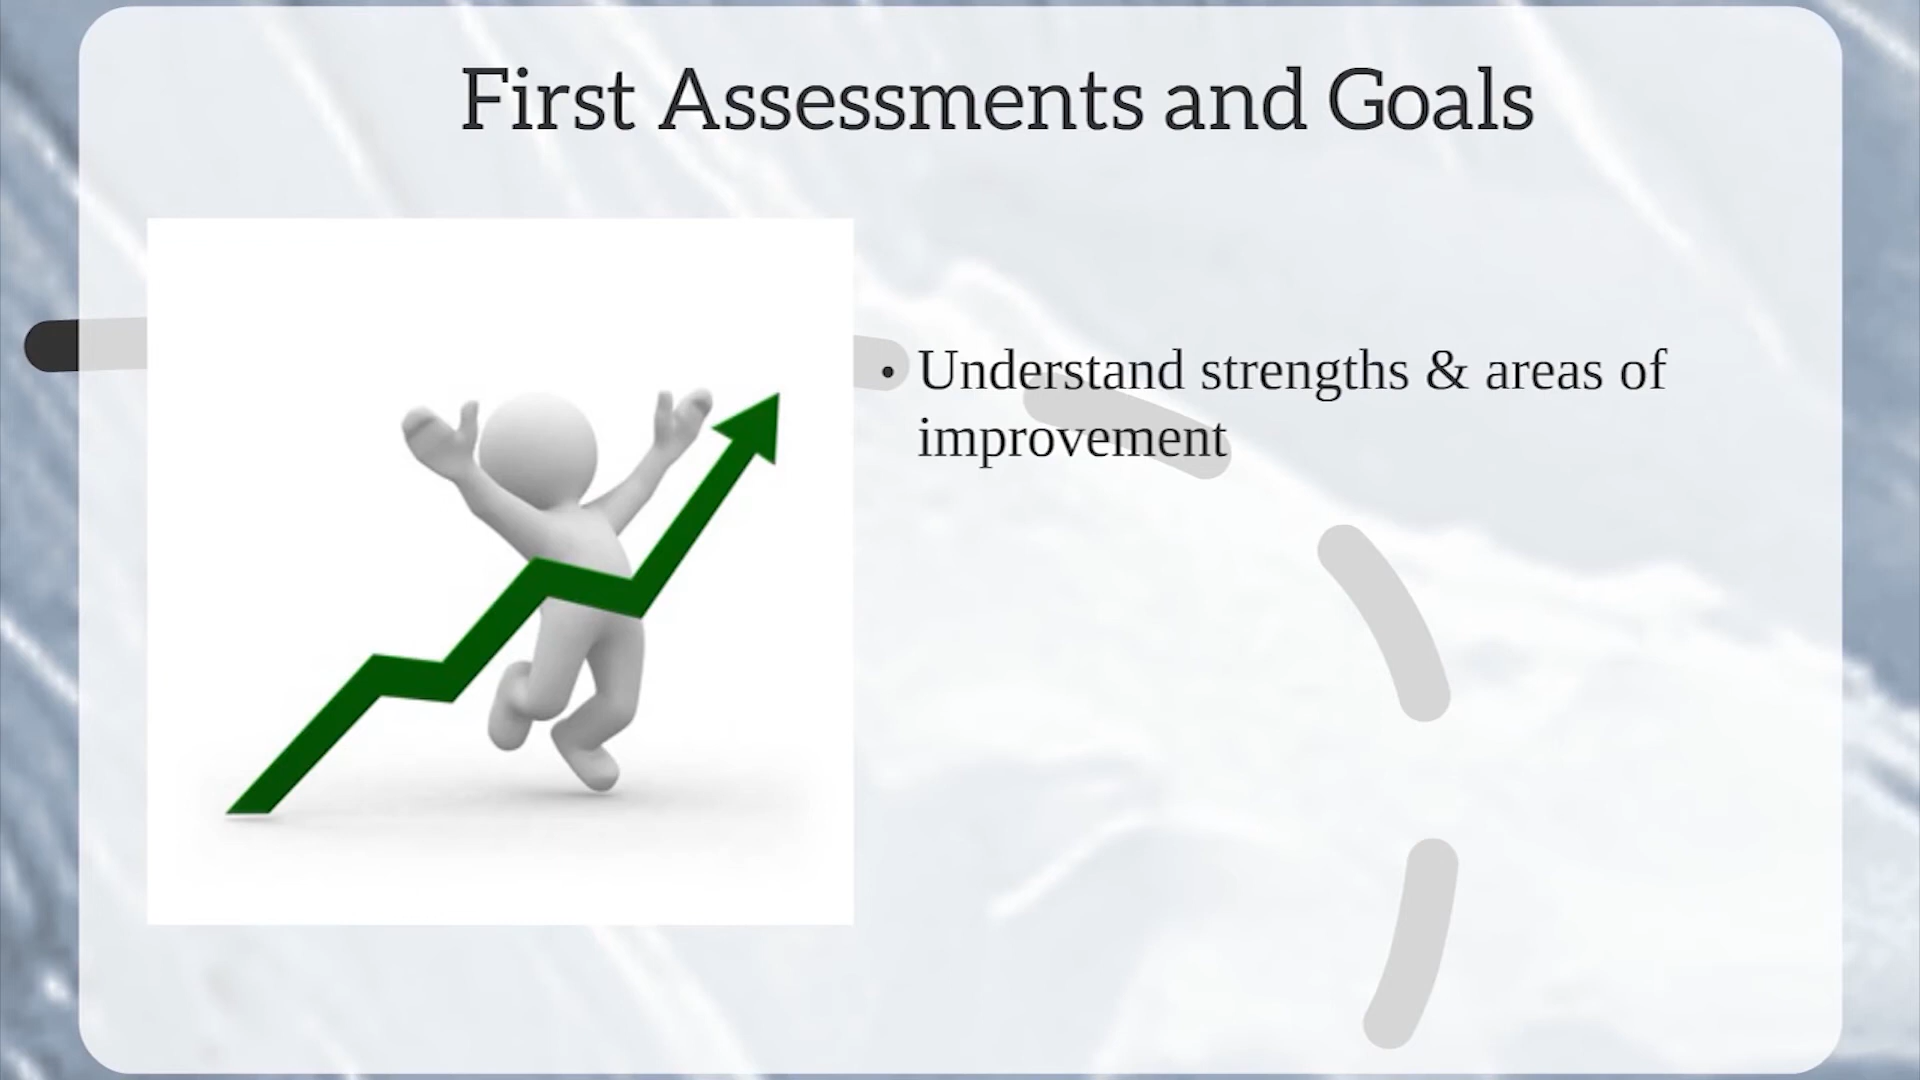 First Assessments and Goals
• Understand strengths & areas of
improvement